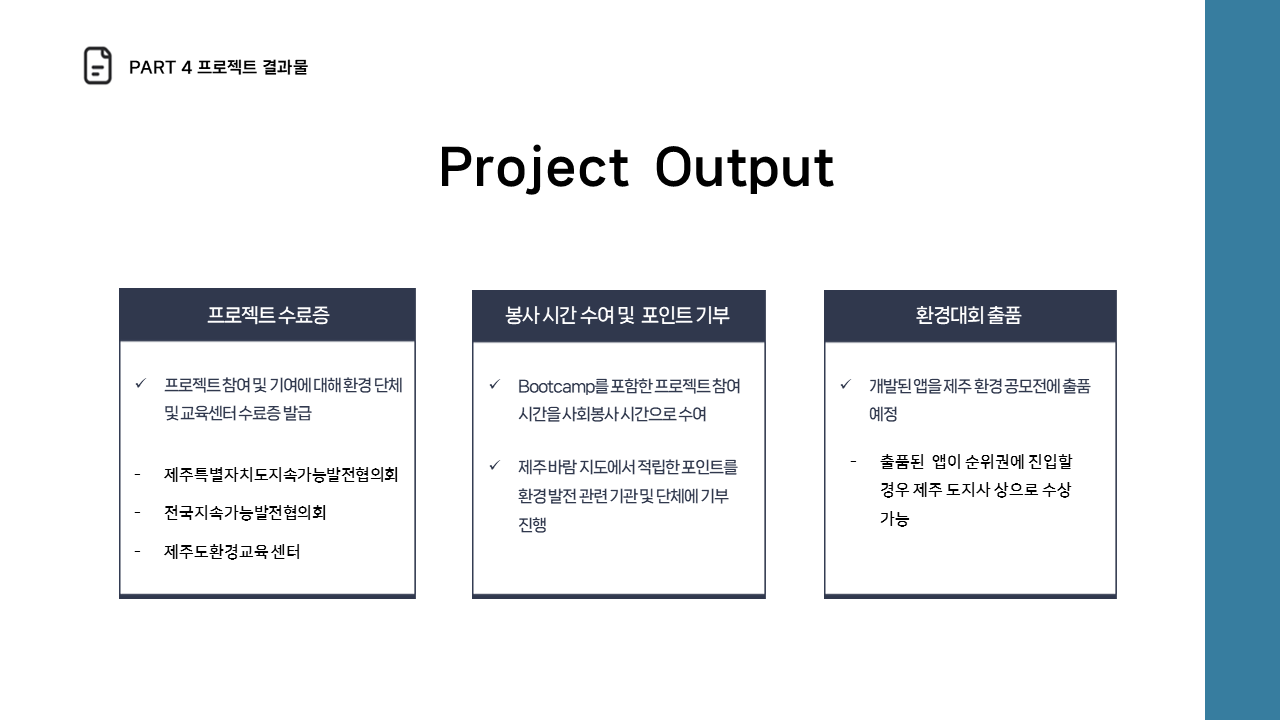 PART 4 프로젝트 결과물
Project Output
프로젝트 수료증
✓ 프로젝트 참여 및 기여에 대해 환경 단체
및 교육센터 수료증 발급
- 제주특별자치도지속가능발전협의회
- 전국지속가능발전협의회
- 제주도환경교육센터
봉사 시간 수여 및 포인트 기부
✓ Bootcamp를 포함한 프로젝트 참여
시간을 사회봉사 시간으로 수여
✓ 제주 바람 지도에서 적립한 포인트를
환경 발전 관련 기관 및 단체에 기부
진행
환경대회 출품
✓ 개발된 앱을 제주 환경 공모전에 출품
예정
- 출품된 앱이 순위권에 진입할
경우 제주 도지사 상으로 수상
가능